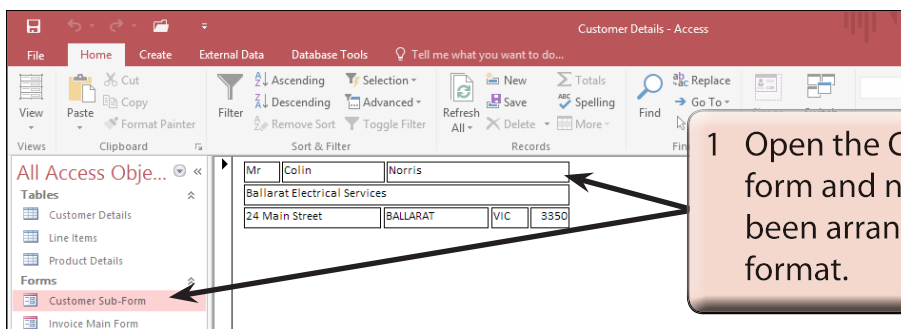 Customer Details - Access
File Home Create External Data Database Tools Tell me what you want to do...
View
Views
Paste
Cut
Copy
Format Painter
Clipboard
Filter
Ascending
Descending
Remove Sort
Selection
Advanced
Toggle Filter
Sort & Filter
Refresh
All
New
Save
Delete
Totals
Spelling
More
Records
Find
Replace
Go To
All Access Obje...
Tables
Customer Details
Line Items
Product Details
Forms
Customer Sub-Form
Invoice Main Form
Mr Colin Norris
Ballarat Electrical Services
24 Main Street BALLARAT VIC 3350
1 Open the
form and
been
format.